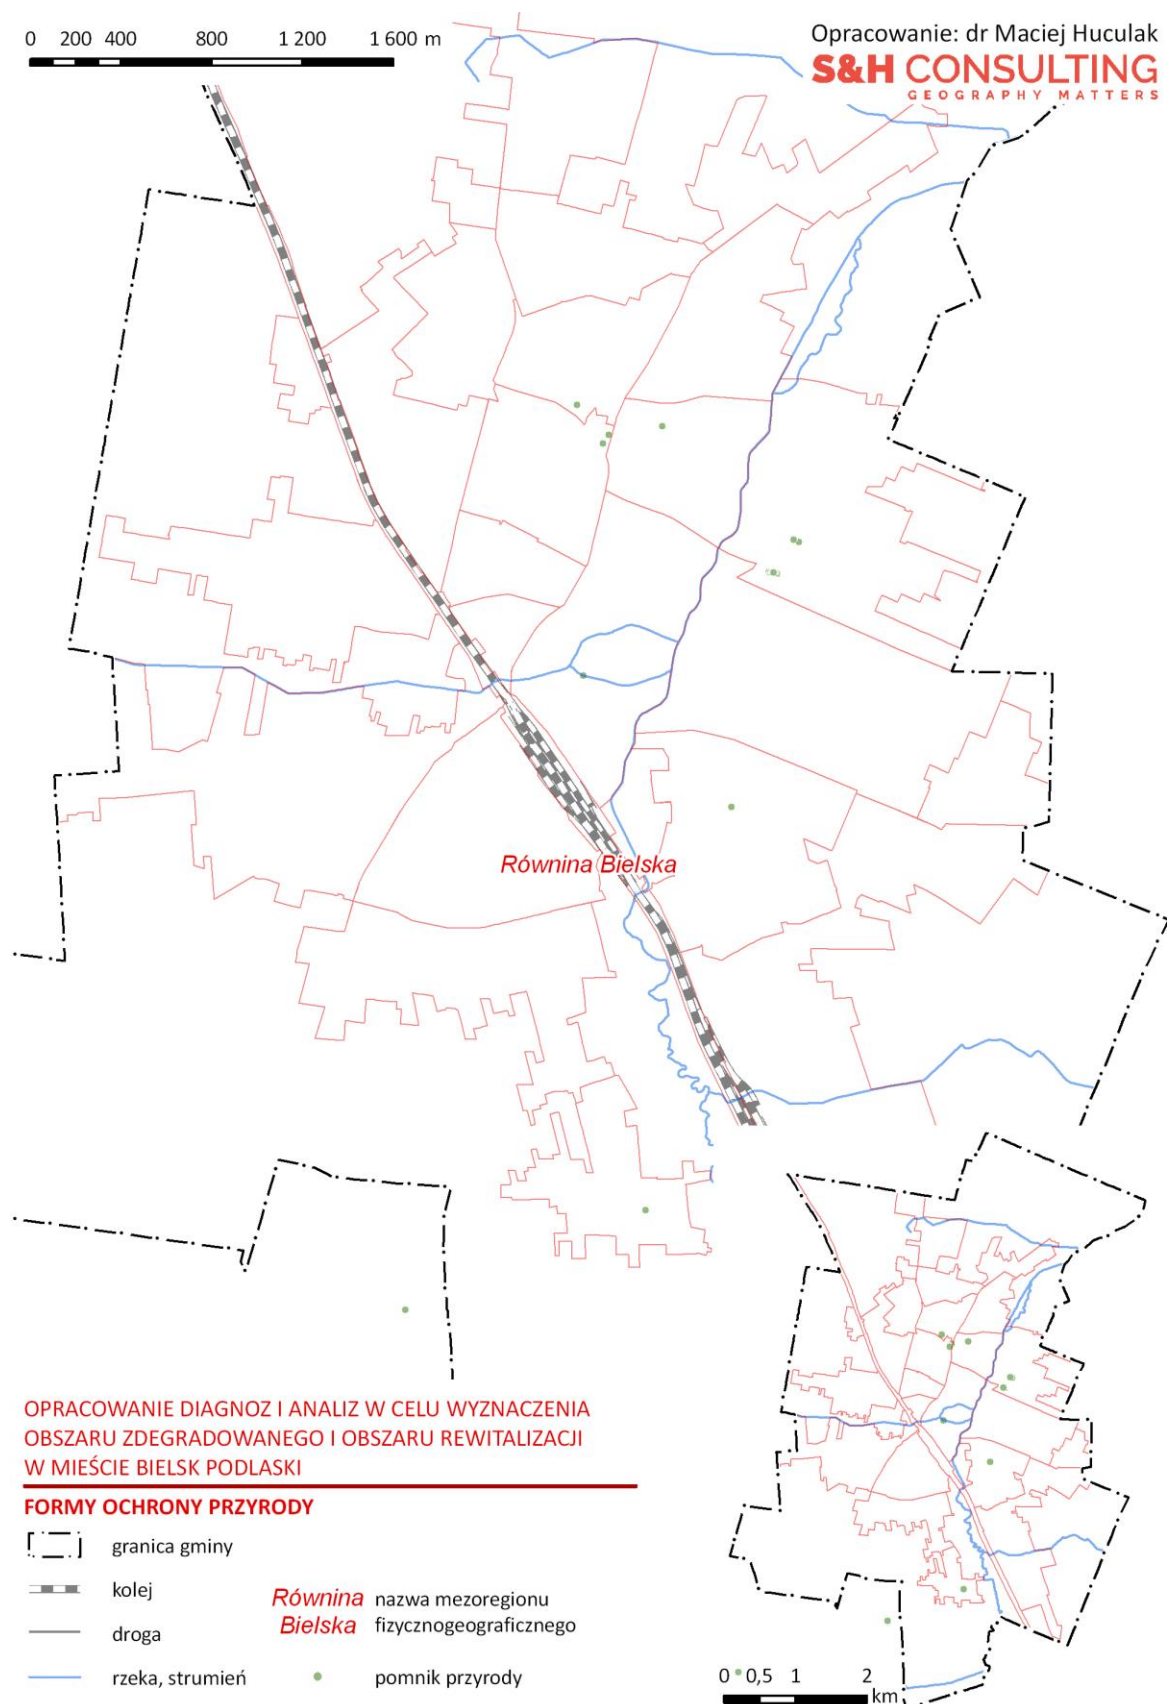 0 200 400 800 1 200 1 600 m
Opracowanie: dr Maciej Huculak
S&H CONSULTING
GEOGRAPHY MATTERS
Równina Bielska
OPRACOWANIE DIAGNOZ I ANALIZ W CELU WYZNACZENIA
OBSZARU ZDEGRADOWANEGO I OBSZARU REWITALIZACJI
W MIEŚCIE BIELSK PODLASKI
FORMY OCHRONY PRZYRODY
granica gminy
kolej
droga
rzeka, strumień
Równina
Bielska
nazwa mezoregionu
fizycznogeograficznego
pomnik przyrody
0 0,5 1 2
km